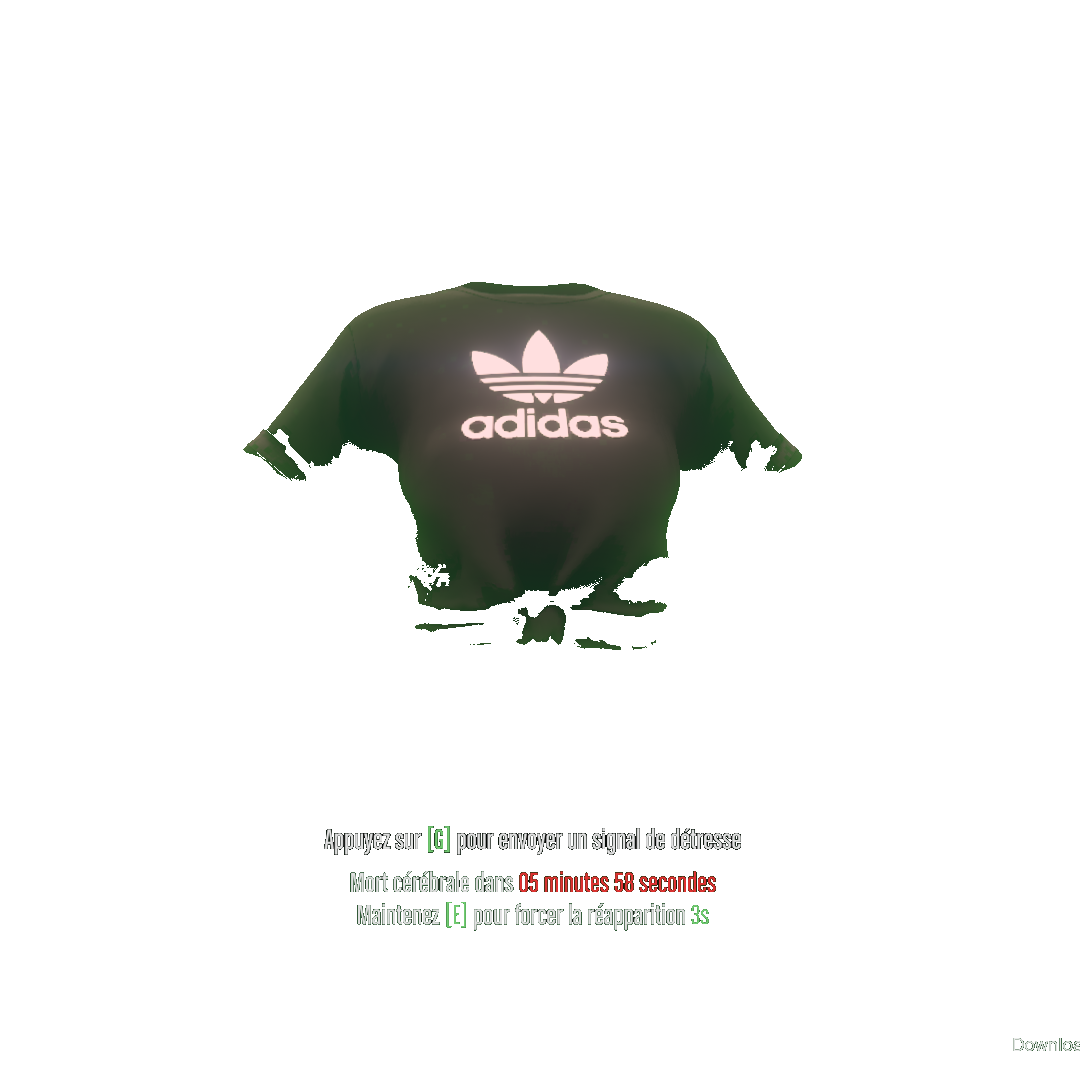 adidas
Appuyez sur [G] pour envoyer un signal de détresse
Mort cérébrale dans 05 minutes 58 secondes
Maintenez [E] pour forcer la réapparition 3s